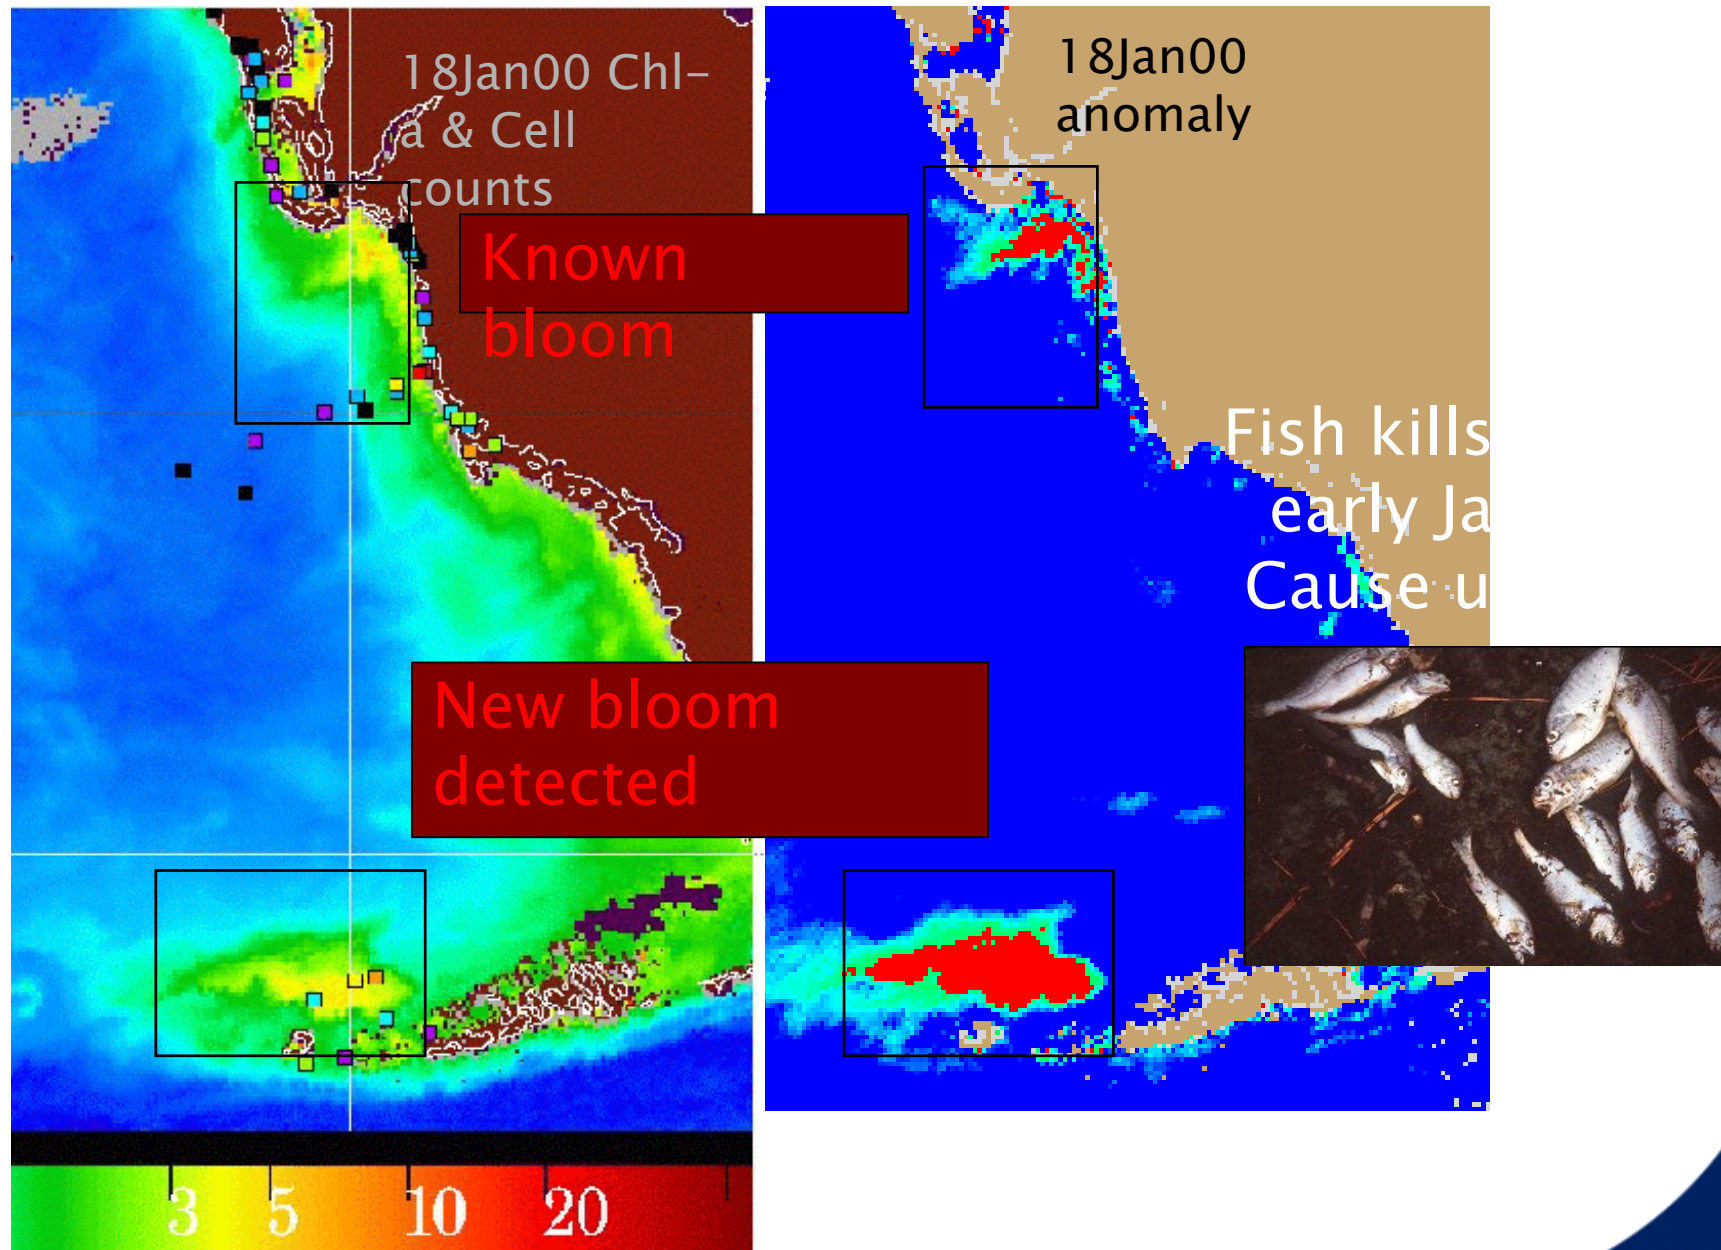 18Jan00 Chl-
a & Cell
counts
18Jan00
anomaly
Known
bloom
Fish kills
early Ja
Cause u
New bloom
detected
3 5 10 20